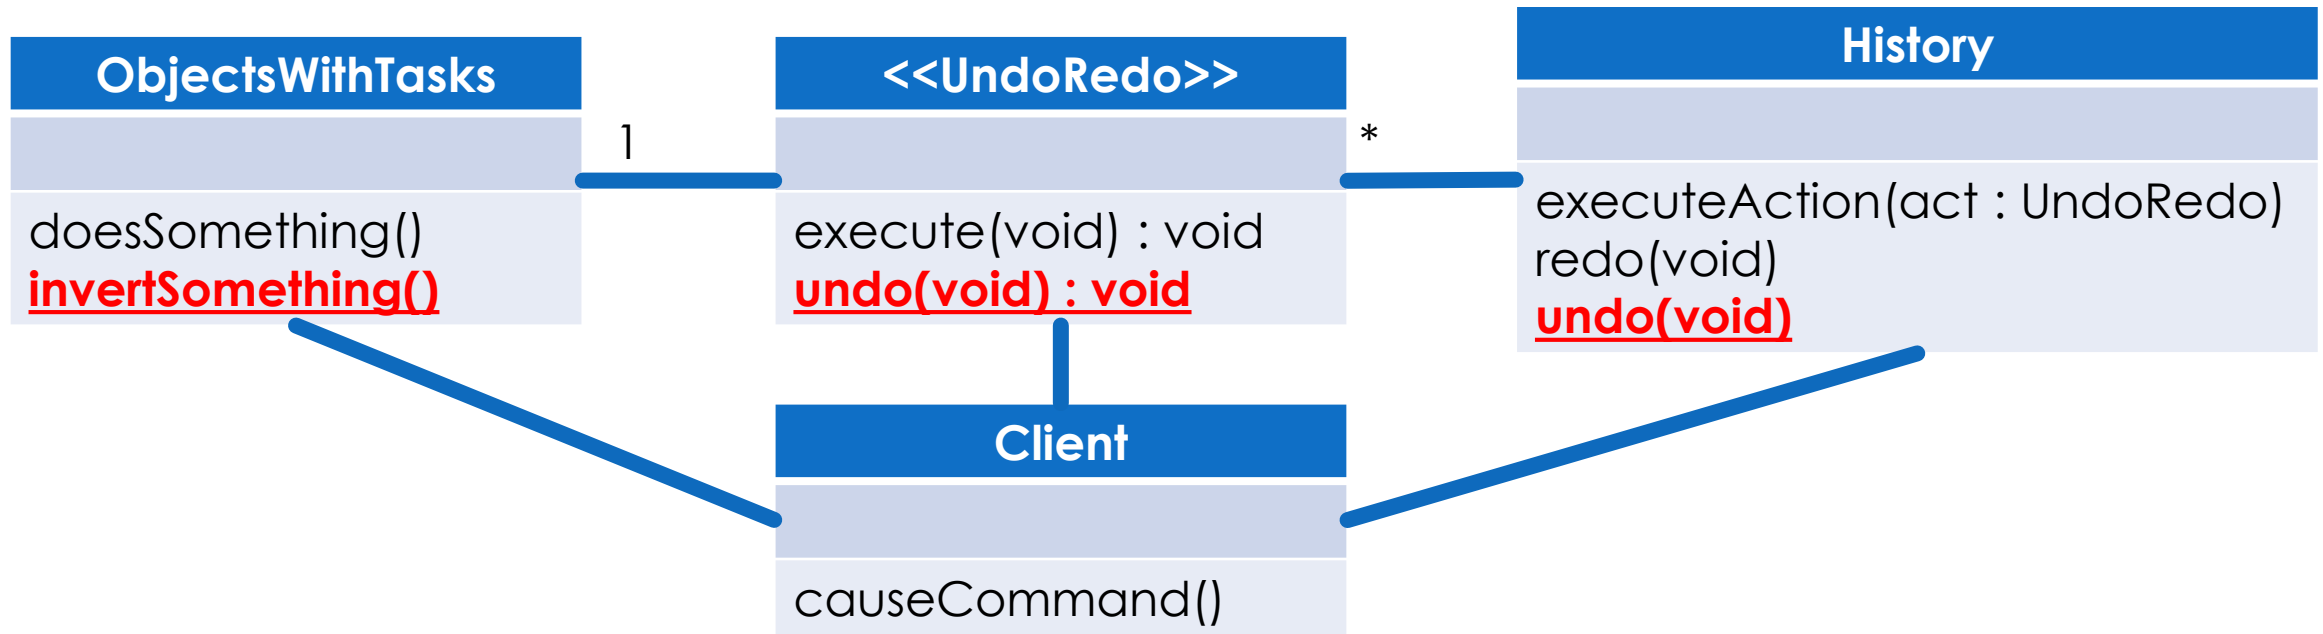 ObjectsWithTasks
doesSomething()
invertSomething()
1
<<UndoRedo>>
execute(void) : void
undo(void) : void
*
History
executeAction(act : UndoRedo)
redo(void)
undo(void)
Client
causeCommand()